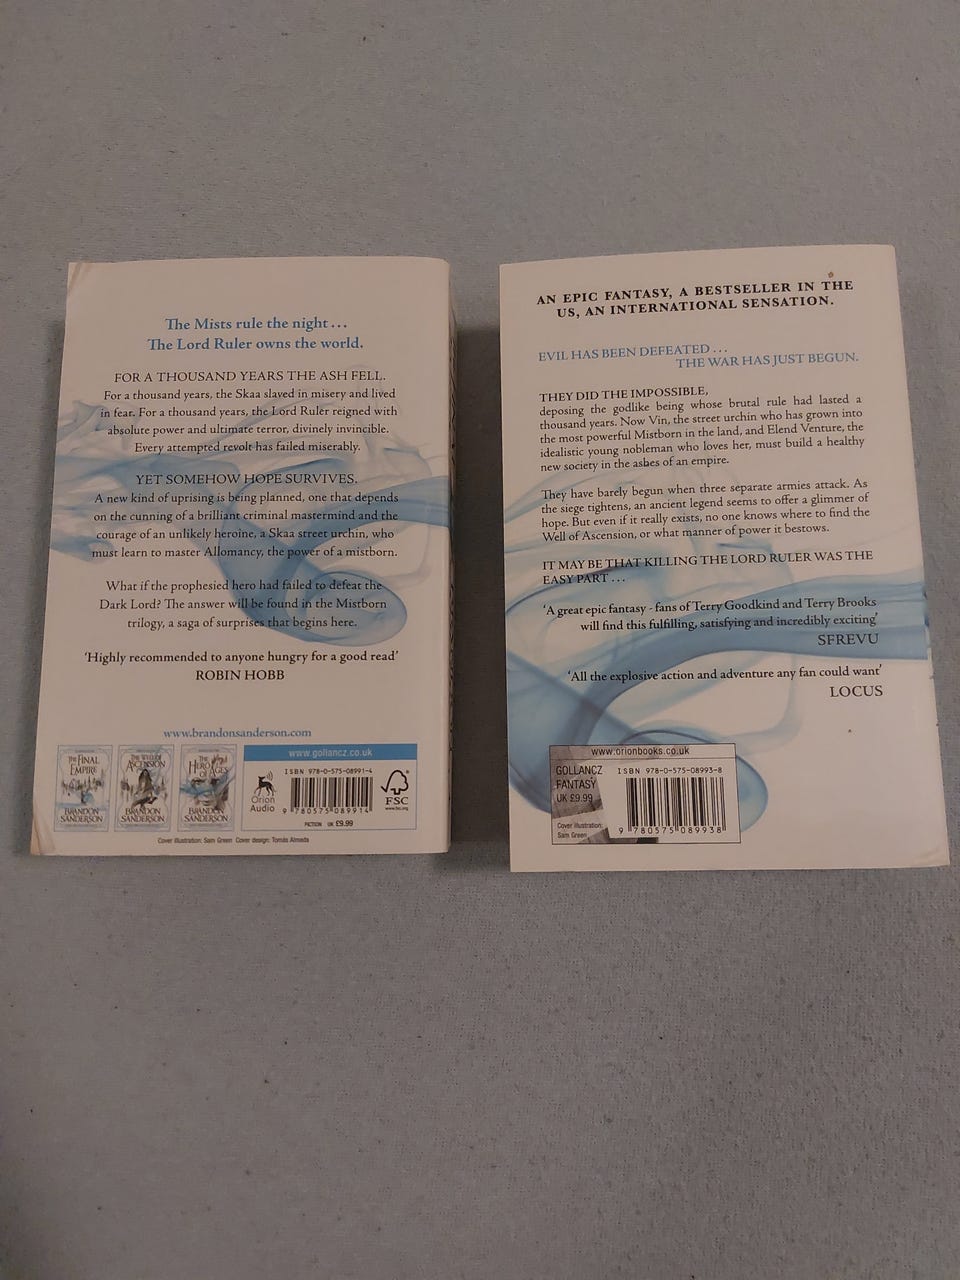 The Mists rule the night...
The Lord Ruler owns the world.
FOR A THOUSAND YEARS THE ASH FELL.
For a thousand years, the Skaa slaved in misery and lived
in fear. For a thousand years, the Lord Ruler reigned with
absolute power and ultimate terror, divinely invincible.
Every attempted revolt has failed miserably.
YET SOMEHOW HOPE SURVIVES.
A new kind of uprising is being planned, one that depends
on the cunning of a brilliant criminal mastermind and the
courage of an unlikely heroine, a Skaa street urchin, who
must learn to master Allomancy, the power of a mistborn.
What if the prophesied hero had failed to defeat the
Dark Lord? The answer will be found in the Mistborn
trilogy, a saga of surprises that begins here.
'Highly recommended to anyone hungry for a good read'
ROBIN HOBB
www.brandonsanderson.com
THE FINAL
EMPIRE
BRANDON
SANDERSON
THE WELL OF
ASCENSION
BRANDON
SANDERSON
THE HERO
OF AGES
BRANDON
SANDERSON
www.gollancz.co.uk
Orion
Audio
ISBN 978-0-575-08991-4
9 780575 089914
FICTION UK £9.99
FSC
www.fsc.org
Cover illustration: Sam Green Cover design: Tomás Almeida
AN EPIC FANTASY, A BESTSELLER IN THE
US, AN INTERNATIONAL SENSATION.
EVIL HAS BEEN DEFEATED...
THE WAR HAS JUST BEGUN.
THEY DID THE IMPOSSIBLE,
deposing the godlike being whose brutal rule had lasted a
thousand years. Now Vin, the street urchin who has grown into
the most powerful Mistborn in the land, and Elend Venture, the
idealistic young nobleman who loves her, must build a healthy
new society in the ashes of an empire.
They have barely begun when three separate armies attack. As
the siege tightens, an ancient legend seems to offer a glimmer of
hope. But even if it really exists, no one knows where to find the
Well of Ascension, or what manner of power it bestows.
IT MAY BE THAT KILLING THE LORD RULER WAS THE
EASY PART...
'A great epic fantasy - fans of Terry Goodkind and Terry Brooks
will find this fulfilling, satisfying and incredibly exciting'
SFREVU
'All the explosive action and adventure any fan could want'
LOCUS
www.orionbooks.co.uk
GOLLANCZ
FANTASY
UK £9.99
Cover illustration:
Sam Green
ISBN 978-0-575-08993-8
9 780575 089938